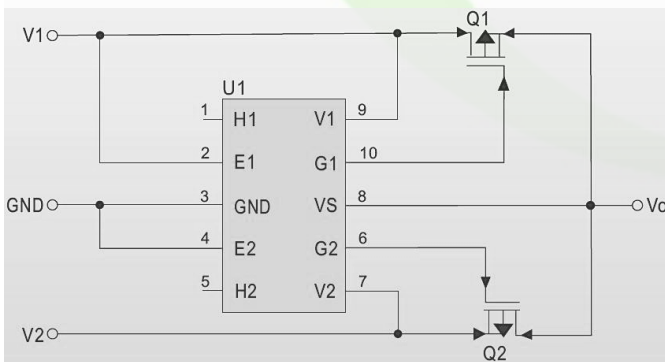 Q1
V1
U1
1 H1 V1 9
2 E1 G1 10
GND 3 GND VS 8 Vo
4 E2 G2 6
5 H2 V2 7
V2
Q2